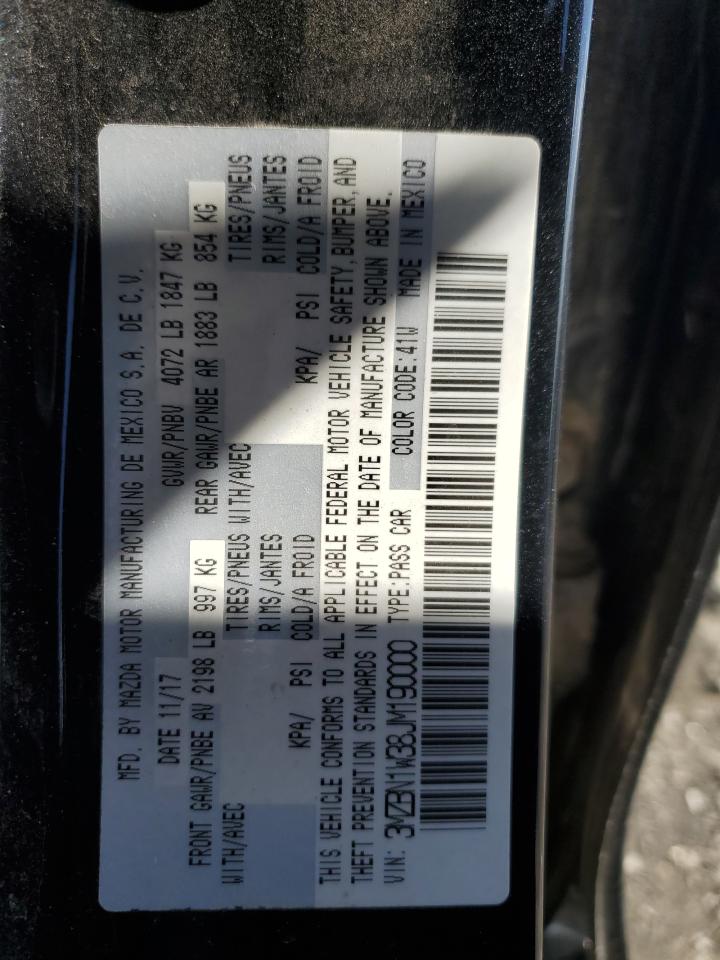 MFD. BY MAZDA MOTOR MANUFACTURING DE MEXICO S.A. DE C.V.
DATE 11/17 GVWR/PNBV 4072 LB 1847 KG
FRONT GAWR/PNBE AV 2198 LB 997 KG REAR GAWR/PNBE AR 1883 LB 854 KG
WITH/AVEC TIRES/PNEUS WITH/AVEC TIRES/PNEUS
RIMS/JANTES RIMS/JANTES
KPA/ PSI COLD/A FROID KPA/ PSI COLD/A FROID
THIS VEHICLE CONFORMS TO ALL APPLICABLE FEDERAL MOTOR VEHICLE SAFETY, BUMPER, AND
THEFT PREVENTION STANDARDS IN EFFECT ON THE DATE OF MANUFACTURE SHOWN ABOVE.
VIN: 3MZBN1W38JM190000 TYPE:PASS CAR COLOR CODE:41W MADE IN MEXICO